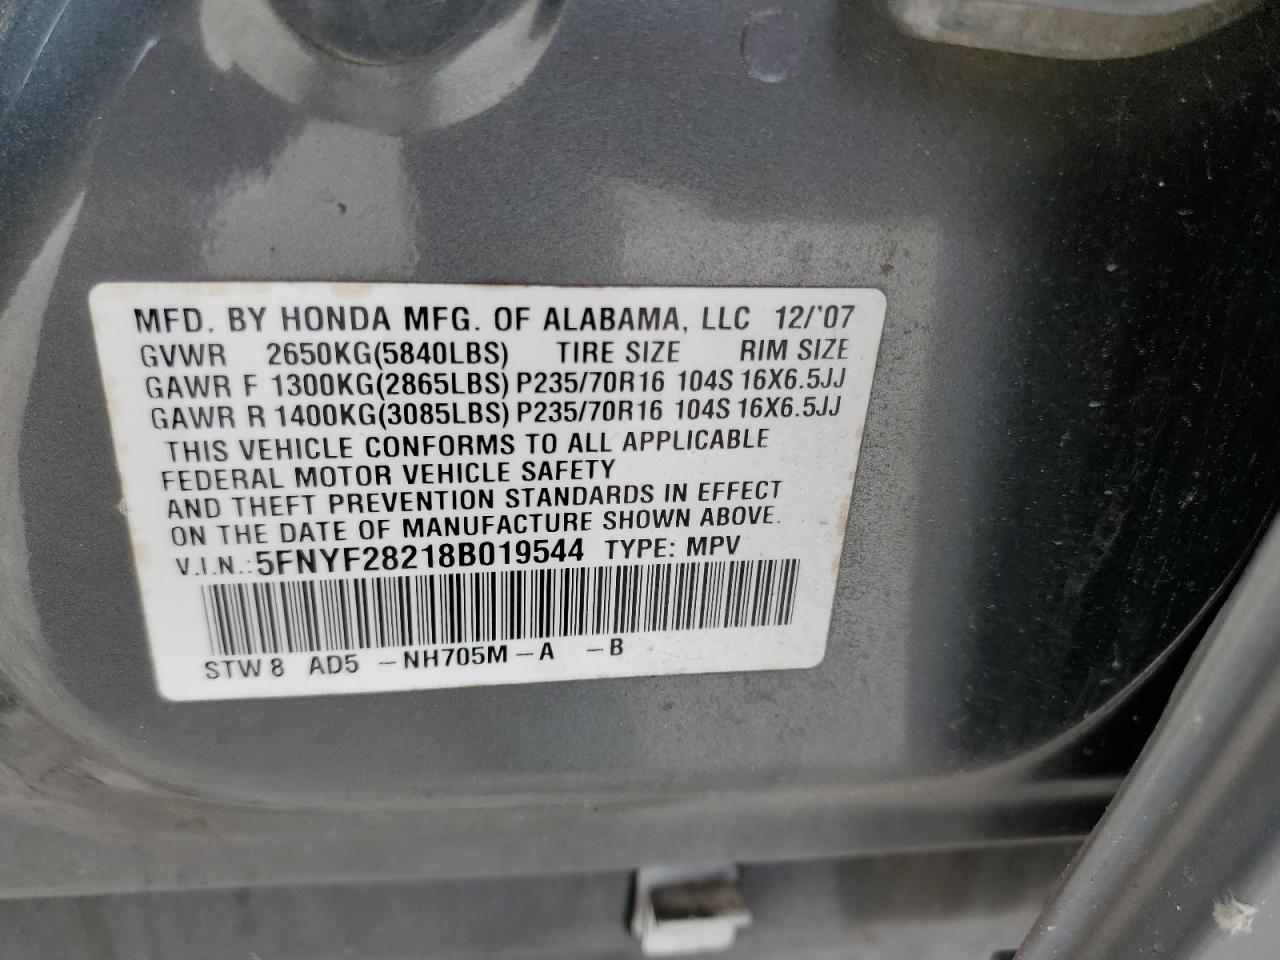 MFD. BY HONDA MFG. OF ALABAMA, LLC 12/'07
GVWR 2650KG(5840LBS) TIRE SIZE RIM SIZE
GAWR F 1300KG(2865LBS) P235/70R16 104S 16X6.5JJ
GAWR R 1400KG(3085LBS) P235/70R16 104S 16X6.5JJ
THIS VEHICLE CONFORMS TO ALL APPLICABLE
FEDERAL MOTOR VEHICLE SAFETY
AND THEFT PREVENTION STANDARDS IN EFFECT
ON THE DATE OF MANUFACTURE SHOWN ABOVE.
V.I.N.: 5FNYF28218B019544 TYPE: MPV
STW8 AD5 -NH705M-A -B